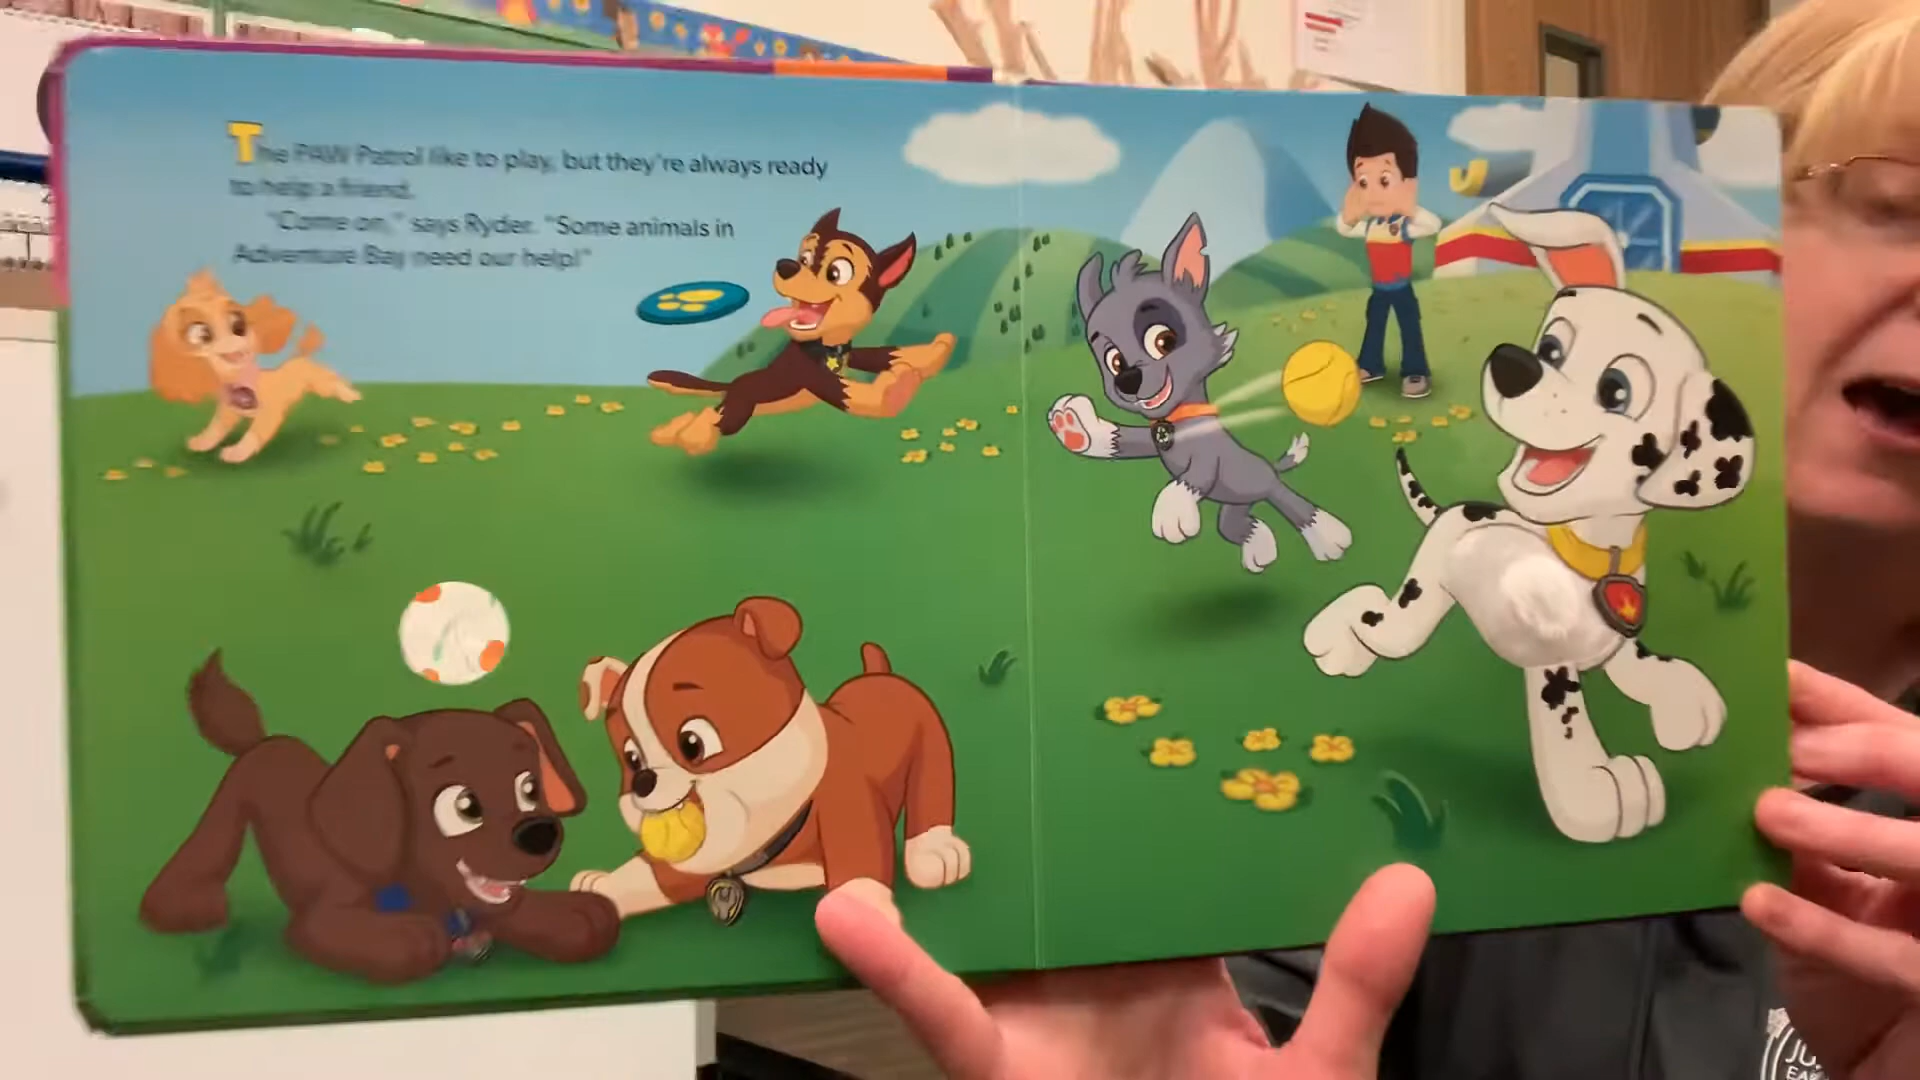 The PAW Patrol like to play, but they're always ready
to help a friend.
"Come on," says Ryder. "Some animals in
Adventure Bay need our help!"